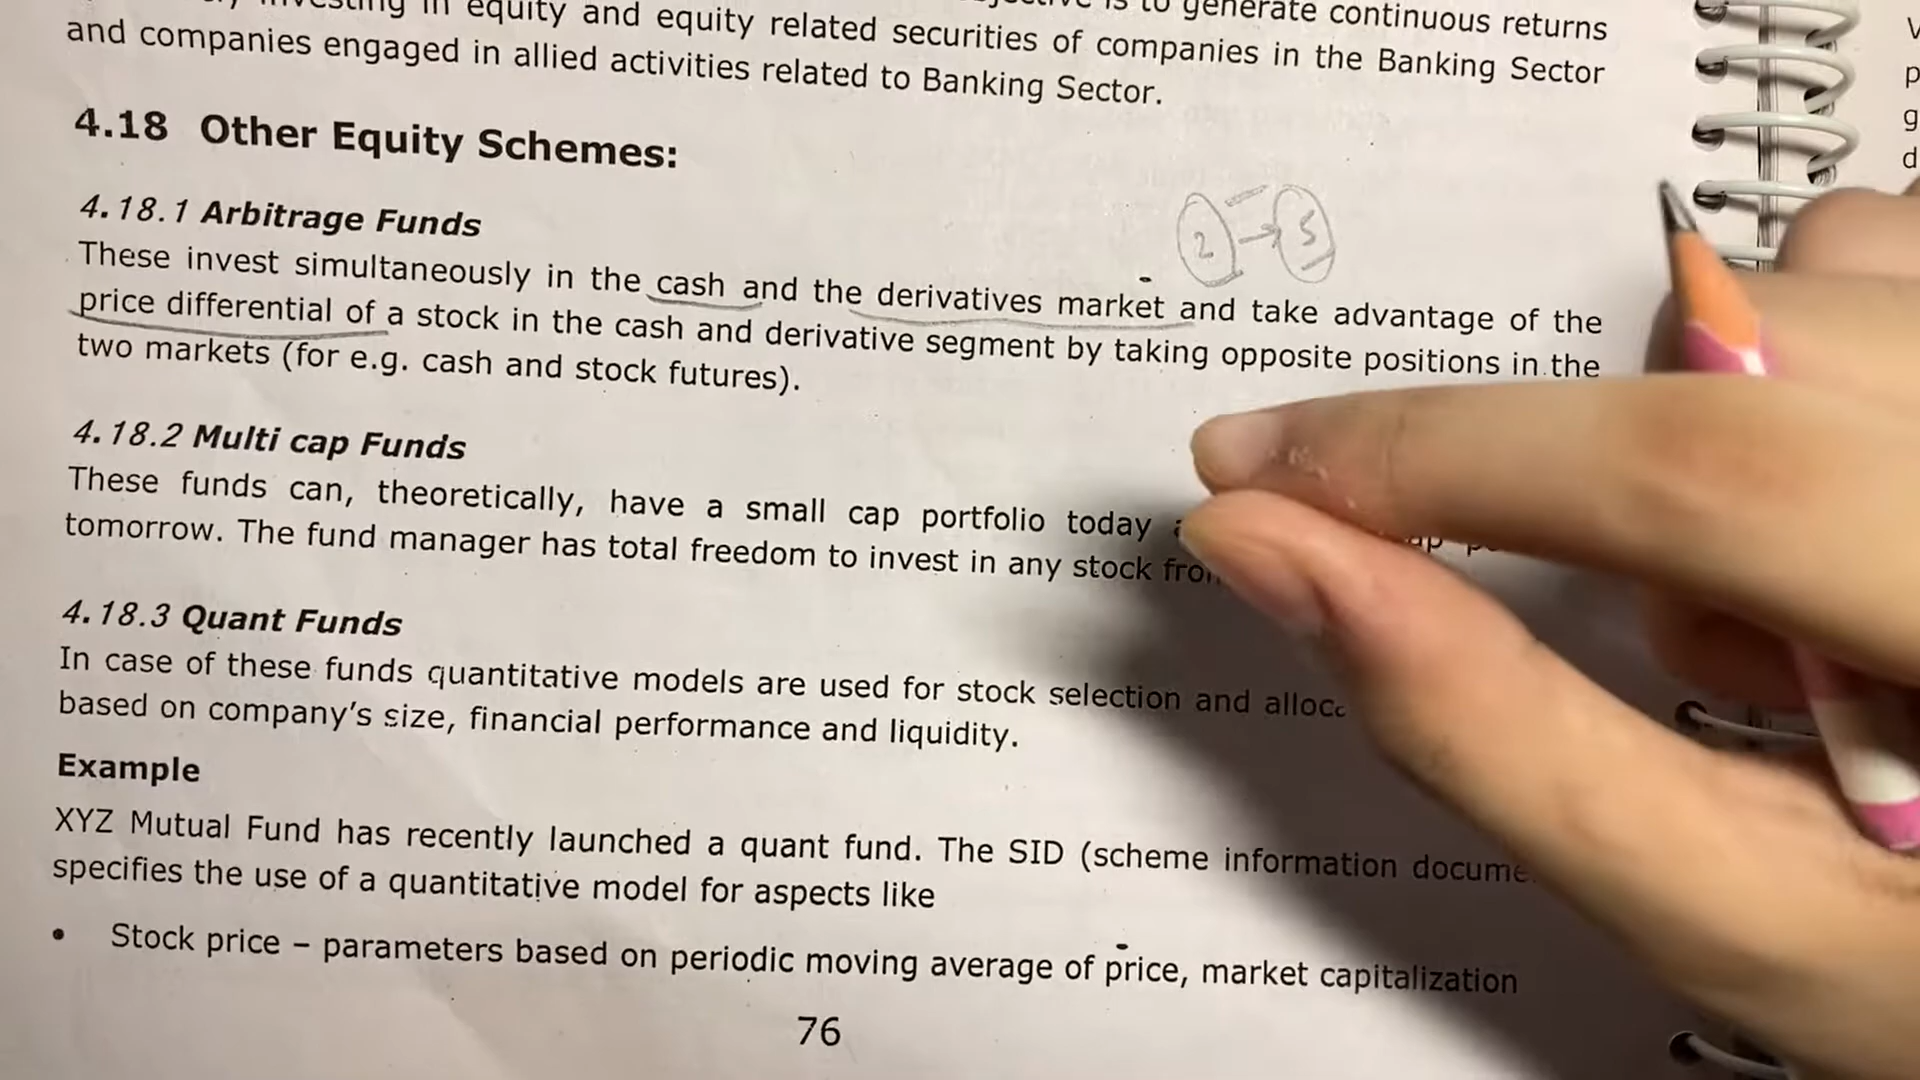 investing in equity and equity related securities of companies in the Banking Sector
is to generate continuous returns
and companies engaged in allied activities related to Banking Sector.
4.18 Other Equity Schemes:
4.18.1 Arbitrage Funds
2 → 5
These invest simultaneously in the cash and the derivatives market and take advantage of the
price differential of a stock in the cash and derivative segment by taking opposite positions in the
two markets (for e.g. cash and stock futures).
4.18.2 Multi cap Funds
These funds can, theoretically, have a small cap portfolio today
tomorrow. The fund manager has total freedom to invest in any stock
4.18.3 Quant Funds
In case of these funds quantitative models are used for stock selection and
based on company's size, financial performance and liquidity.
Example
XYZ Mutual Fund has recently launched a quant fund. The SID (scheme information
specifies the use of a quantitative model for aspects like
• Stock price – parameters based on periodic moving average of price, market capitalization
76